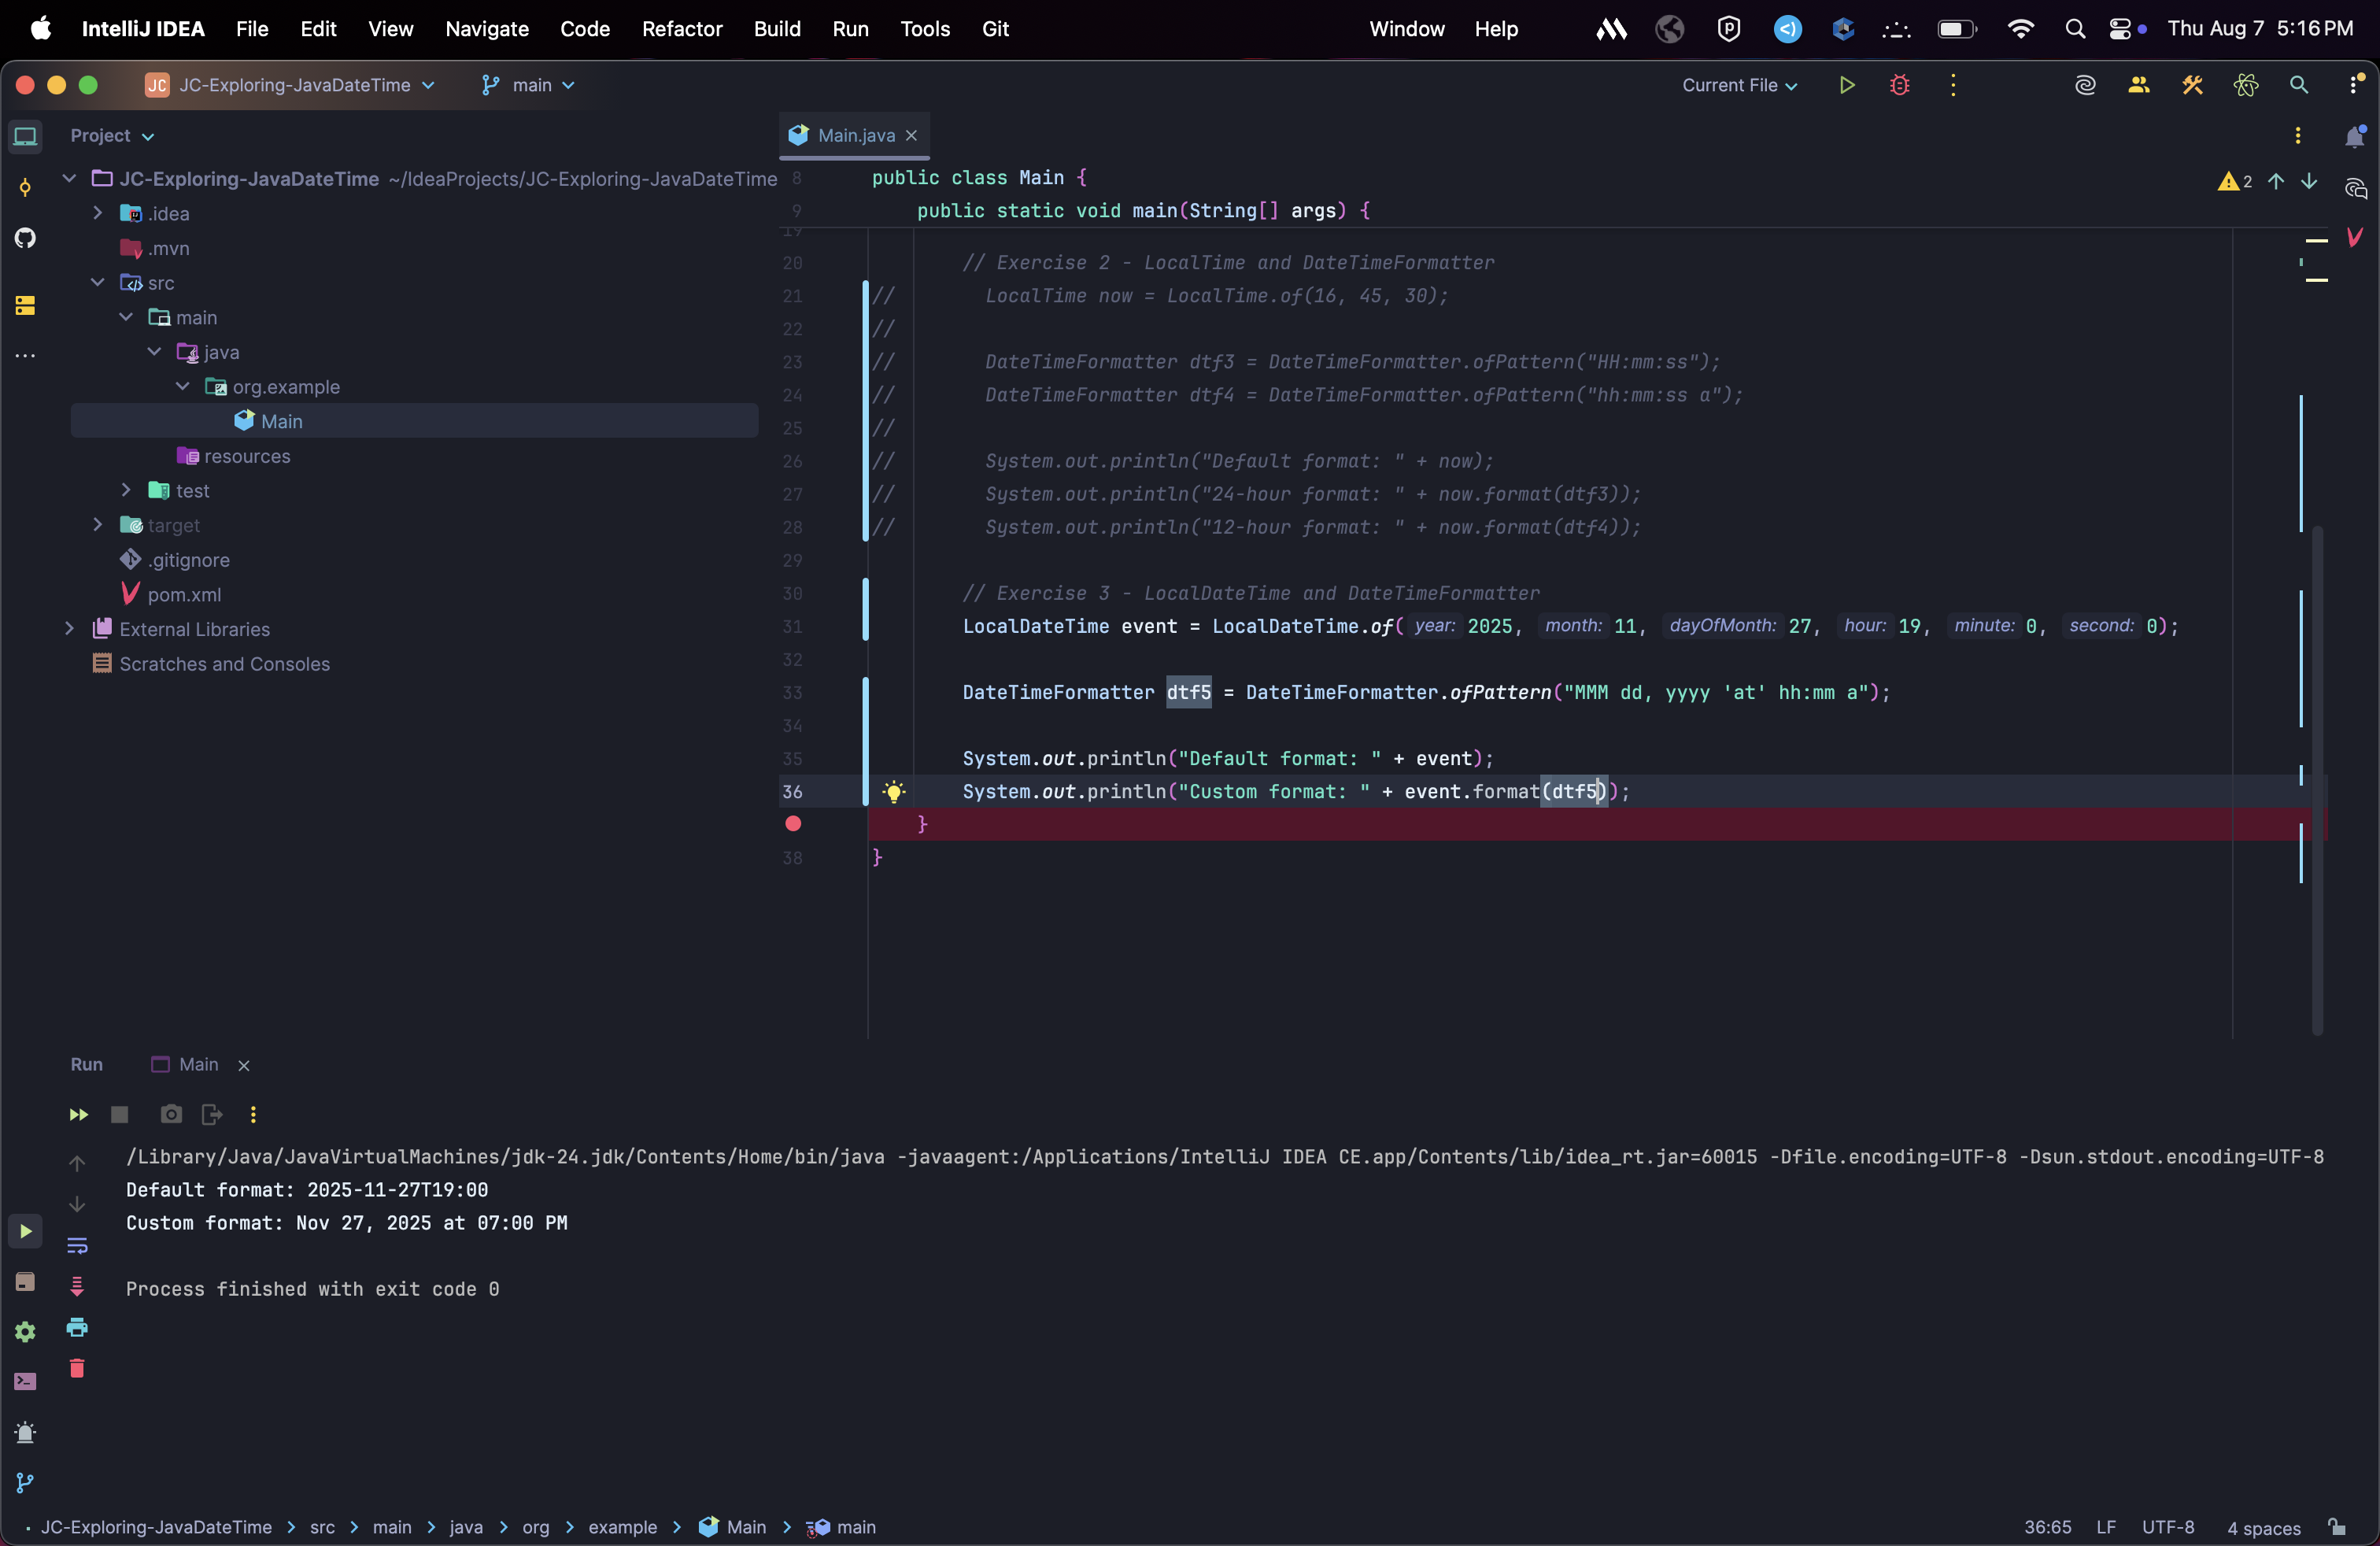 IntelliJ IDEA File Edit View Navigate Code Refactor Build Run Tools Git Window Help Thu Aug 7 5:16 PM
JC JC-Exploring-JavaDateTime main Current File
Project
Main.java
JC-Exploring-JavaDateTime ~/IdeaProjects/JC-Exploring-JavaDateTime
.idea
.mvn
src
main
java
org.example
Main
resources
test
target
.gitignore
pom.xml
External Libraries
Scratches and Consoles
2
8 public class Main {
9 public static void main(String[] args) {
19
20 // Exercise 2 - LocalTime and DateTimeFormatter
21 // LocalTime now = LocalTime.of(16, 45, 30);
22 //
23 // DateTimeFormatter dtf3 = DateTimeFormatter.ofPattern("HH:mm:ss");
24 // DateTimeFormatter dtf4 = DateTimeFormatter.ofPattern("hh:mm:ss a");
25 //
26 // System.out.println("Default format: " + now);
27 // System.out.println("24-hour format: " + now.format(dtf3));
28 // System.out.println("12-hour format: " + now.format(dtf4));
29
30 // Exercise 3 - LocalDateTime and DateTimeFormatter
31 LocalDateTime event = LocalDateTime.of( year: 2025, month: 11, dayOfMonth: 27, hour: 19, minute: 0, second: 0);
32
33 DateTimeFormatter dtf5 = DateTimeFormatter.ofPattern("MMM dd, yyyy 'at' hh:mm a");
34
35 System.out.println("Default format: " + event);
36 System.out.println("Custom format: " + event.format(dtf5));
}
38 }
Run Main
/Library/Java/JavaVirtualMachines/jdk-24.jdk/Contents/Home/bin/java -javaagent:/Applications/IntelliJ IDEA CE.app/Contents/lib/idea_rt.jar=60015 -Dfile.encoding=UTF-8 -Dsun.stdout.encoding=UTF-8
Default format: 2025-11-27T19:00
Custom format: Nov 27, 2025 at 07:00 PM
Process finished with exit code 0
JC-Exploring-JavaDateTime > src > main > java > org > example > Main > main 36:65 LF UTF-8 4 spaces